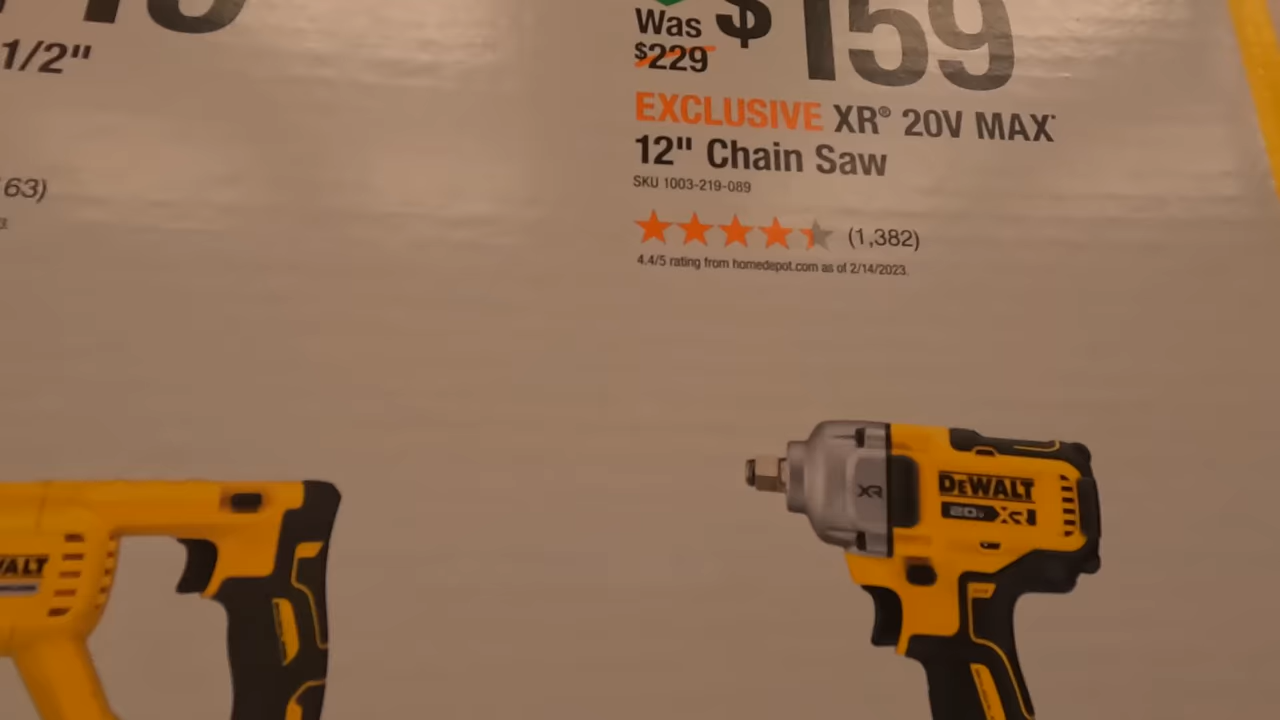 1/2"
63)
Was
$229
$159
EXCLUSIVE XR® 20V MAX*
12" Chain Saw
SKU 1003-219-089
(1,382)
4.4/5 rating from homedepot.com as of 2/14/2023.
XR
DEWALT
20V XR
WALT